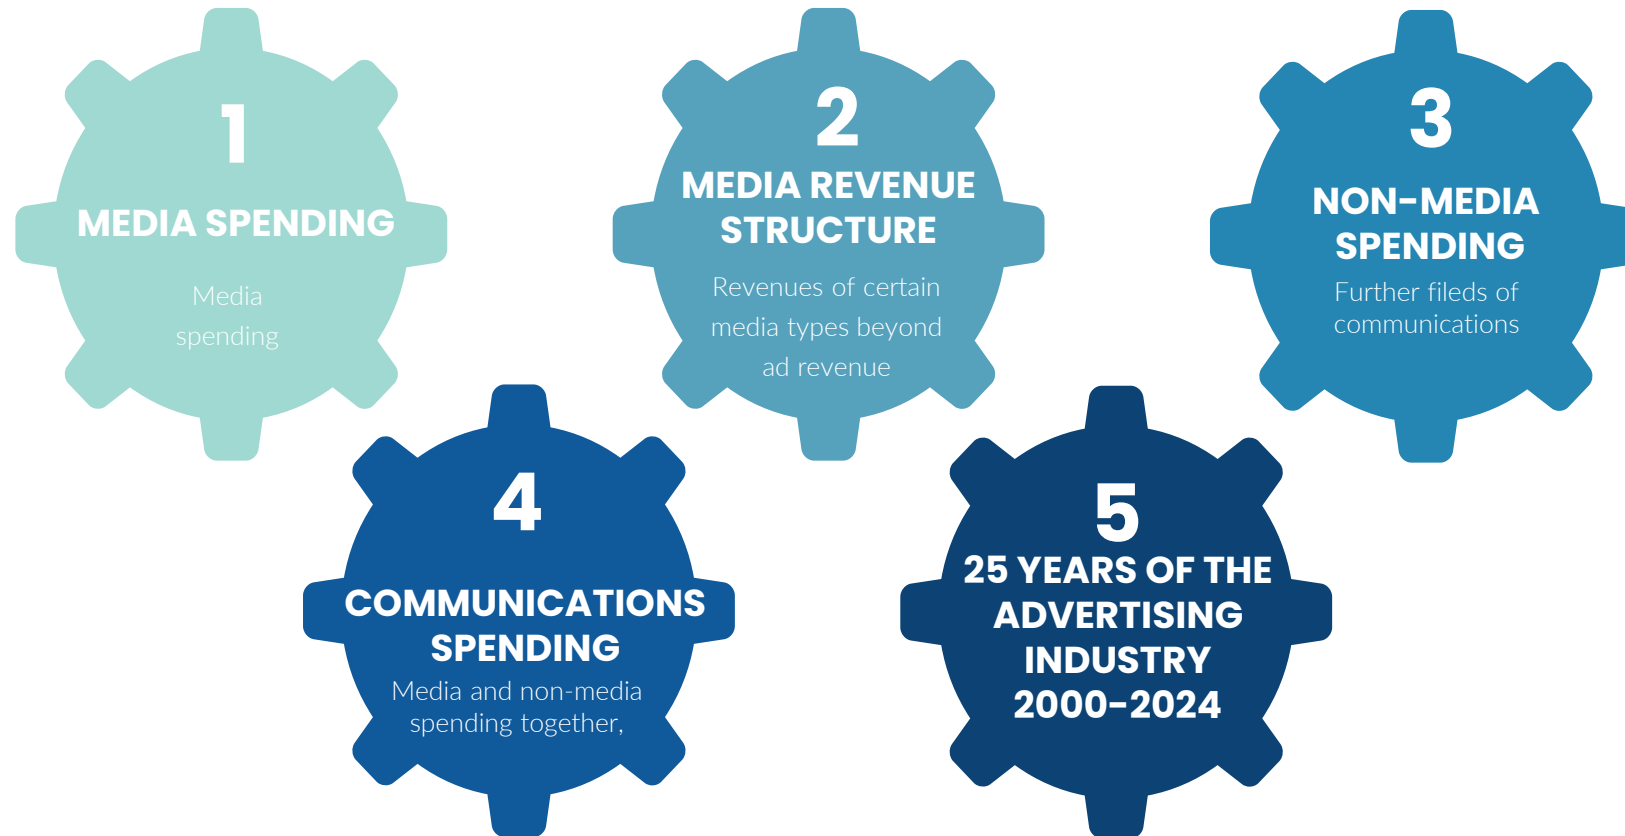 1
MEDIA SPENDING
Media
spending
2
MEDIA REVENUE
STRUCTURE
Revenues of certain
media types beyond
ad revenue
3
NON-MEDIA
SPENDING
Further fileds of
communications
4
COMMUNICATIONS
SPENDING
Media and non-media
spending together,
5
25 YEARS OF THE
ADVERTISING
INDUSTRY
2000-2024